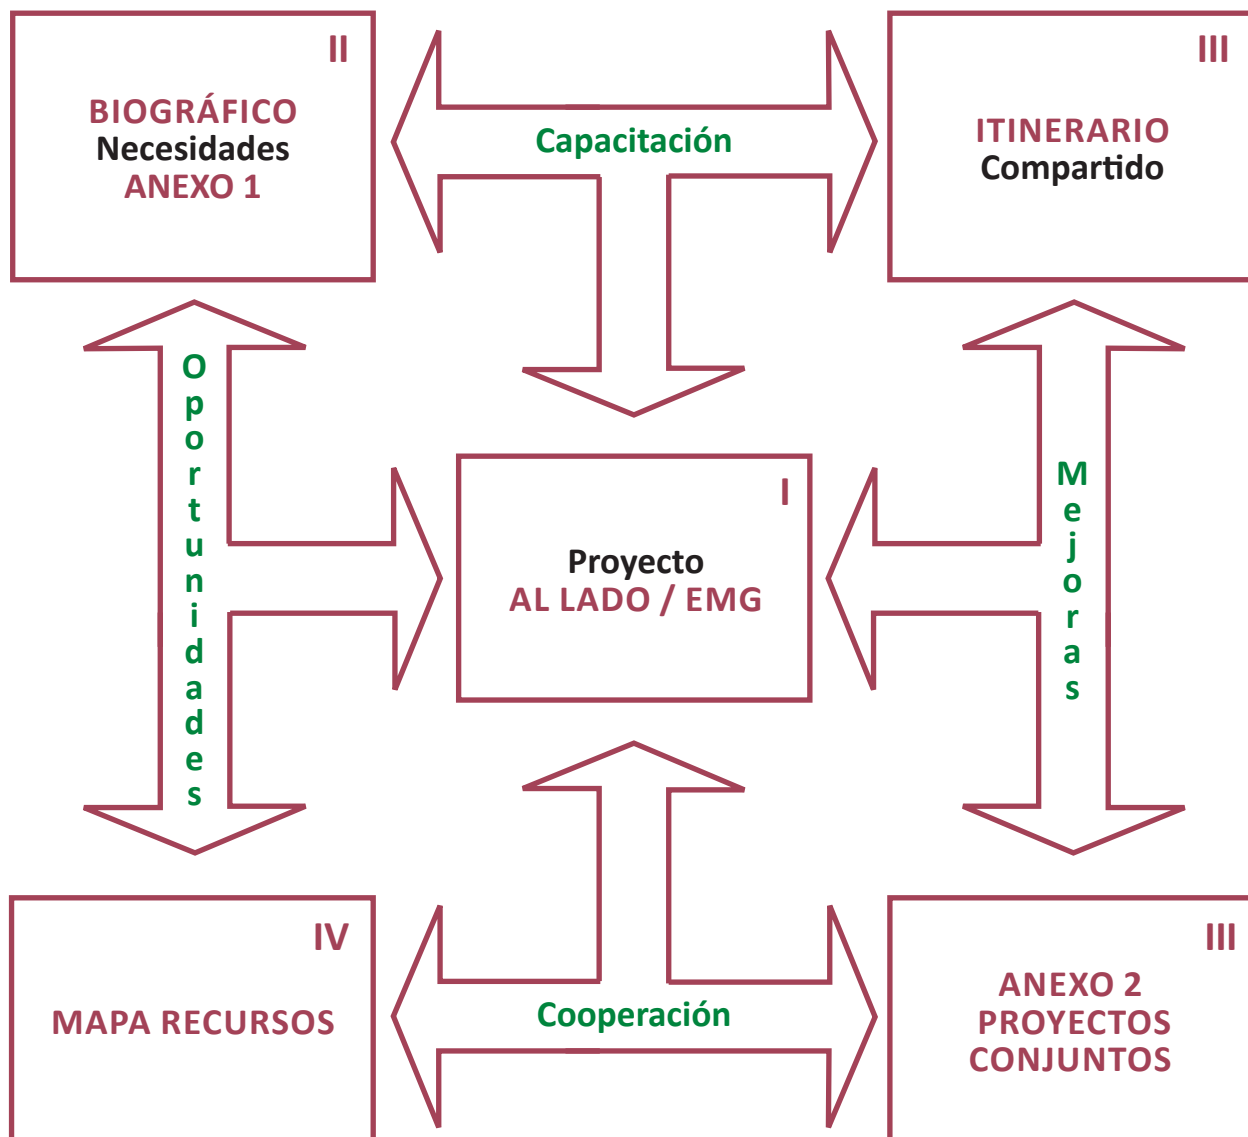 II
BIOGRÁFICO
Necesidades
ANEXO 1
Capacitación
III
ITINERARIO
Compartido
Oportunidades
I
Proyecto
AL LADO / EMG
Mejoras
IV
MAPA RECURSOS
Cooperación
III
ANEXO 2
PROYECTOS
CONJUNTOS